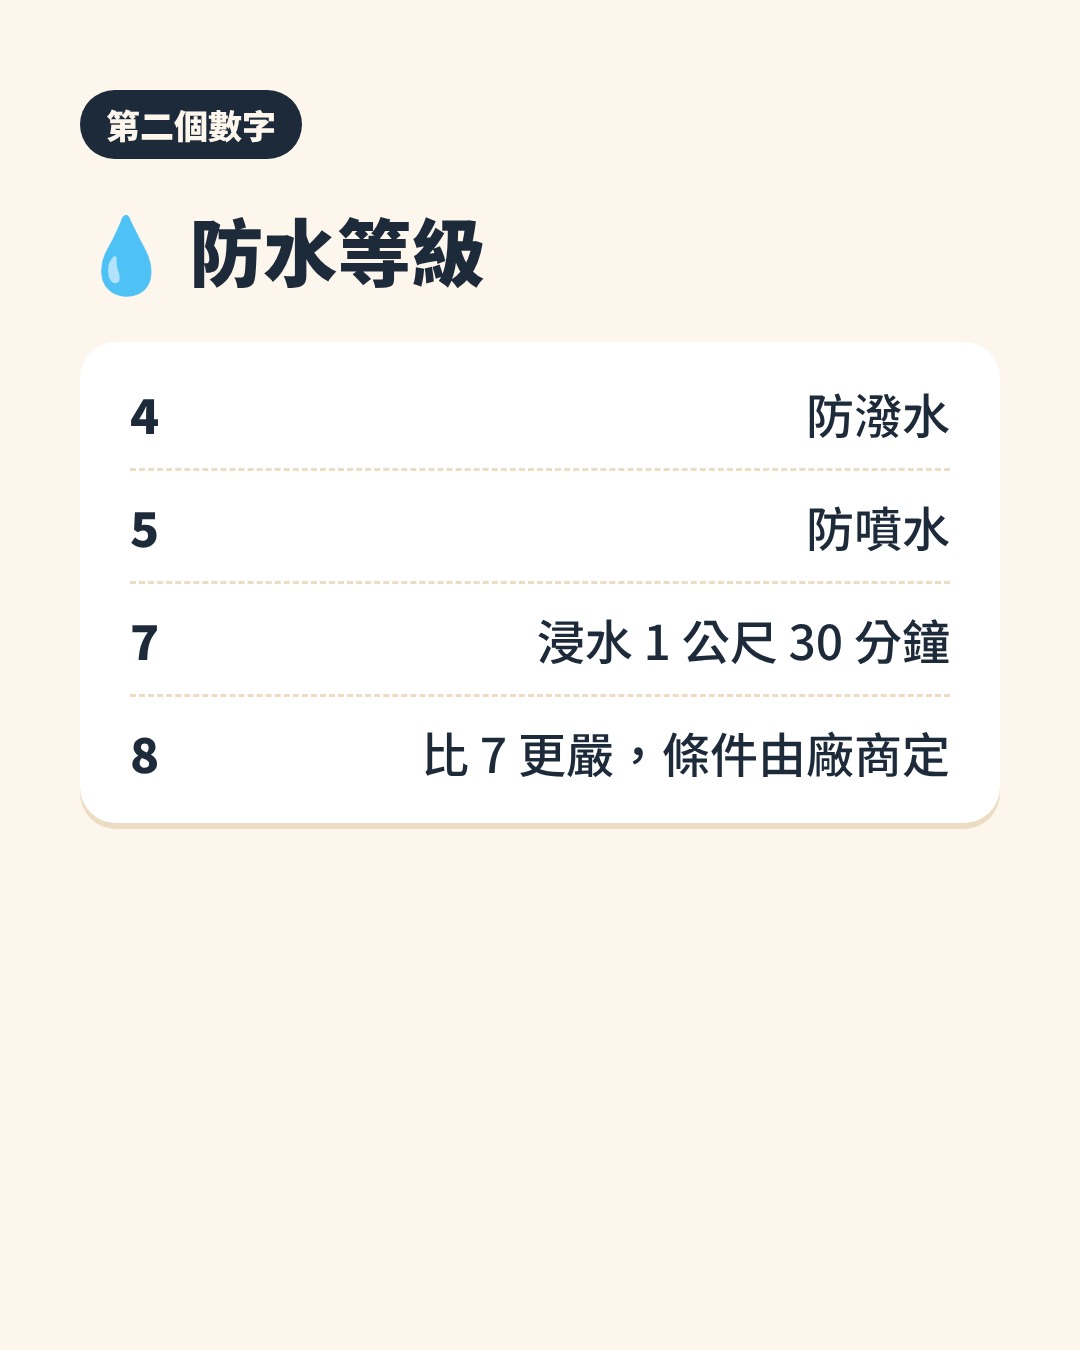 第二個數字
💧 防水等級
4 防潑水
5 防噴水
7 浸水 1 公尺 30 分鐘
8 比 7 更嚴，條件由廠商定